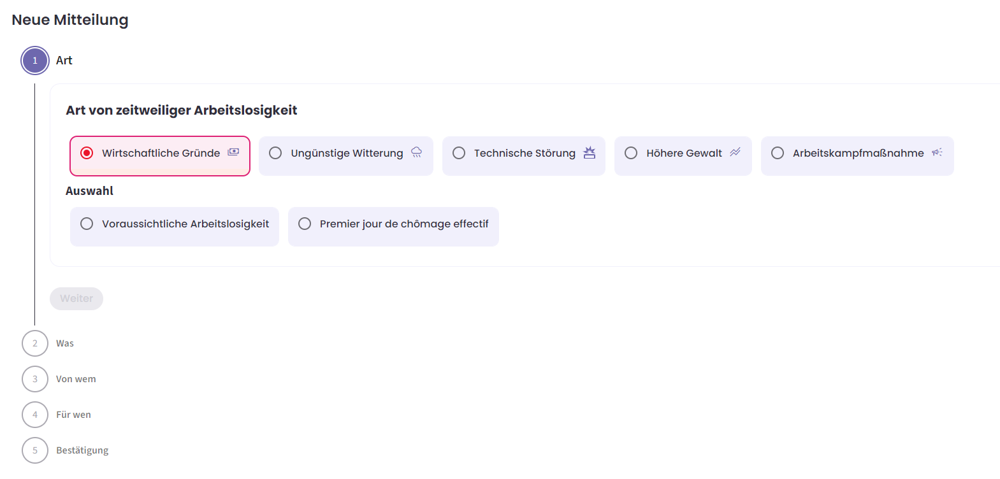 Neue Mitteilung
1 Art
Art von zeitweiliger Arbeitslosigkeit
Wirtschaftliche Gründe Ungünstige Witterung Technische Störung Höhere Gewalt Arbeitskampfmaßnahme
Auswahl
Voraussichtliche Arbeitslosigkeit Premier jour de chômage effectif
Weiter
2 Was
3 Von wem
4 Für wen
5 Bestätigung